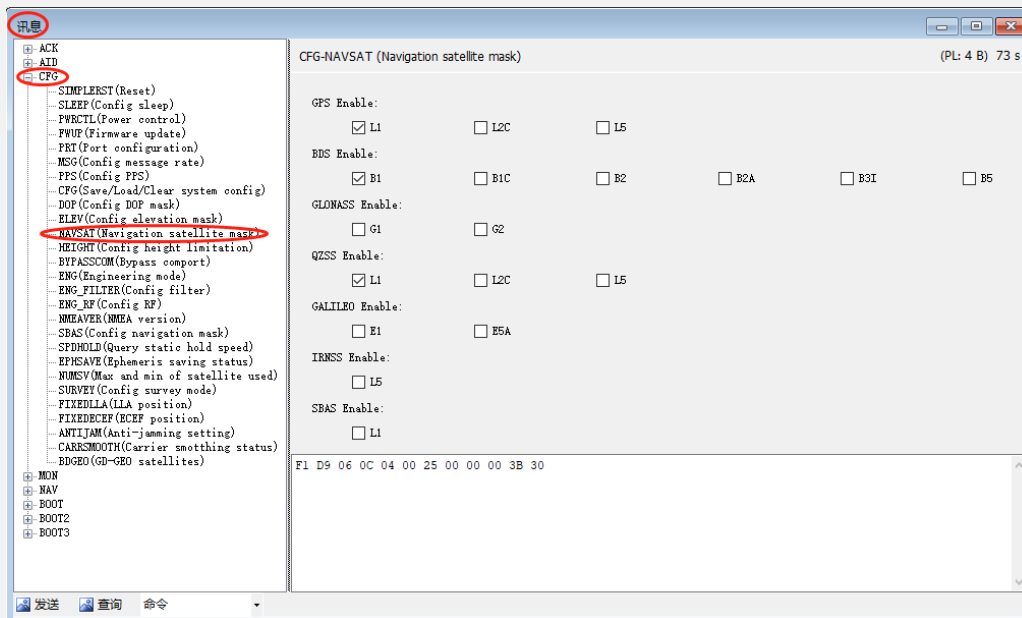 讯息
ACK
AID
CFG
SIMPLERST(Reset)
SLEEP(Config sleep)
PWRCTL(Power control)
FWUP(Firmware update)
PRT(Port configuration)
MSG(Config message rate)
PPS(Config PPS)
CFG(Save/Load/Clear system config)
DOP(Config DOP mask)
ELEV(Config elevation mask)
NAVSAT(Navigation satellite mask)
HEIGHT(Config height limitation)
BYPASSCOM(Bypass comport)
ENG(Engineering mode)
ENG_FILTER(Config filter)
ENG_RF(Config RF)
NMEAVER(NMEA version)
SBAS(Config navigation mask)
SPDHOLD(Query static hold speed)
EPHSAVE(Ephemeris saving status)
NUMSV(Max and min of satellite used)
SURVEY(Config survey mode)
FIXEDLLA(LLA position)
FIXEDECEF(ECEF position)
ANTIJAM(Anti-jamming setting)
CARRSMOOTH(Carrier smotthing status)
BDGEO(GD-GEO satellites)
MON
NAV
BOOT
BOOT2
BOOT3
CFG-NAVSAT (Navigation satellite mask) (PL: 4 B) 73 s
GPS Enable:
L1 L2C L5
BDS Enable:
B1 B1C B2 B2A B3I B5
GLONASS Enable:
G1 G2
QZSS Enable:
L1 L2C L5
GALILEO Enable:
E1 E5A
IRNSS Enable:
L5
SBAS Enable:
L1
F1 D9 06 0C 04 00 25 00 00 00 3B 30
发送 查询 命令